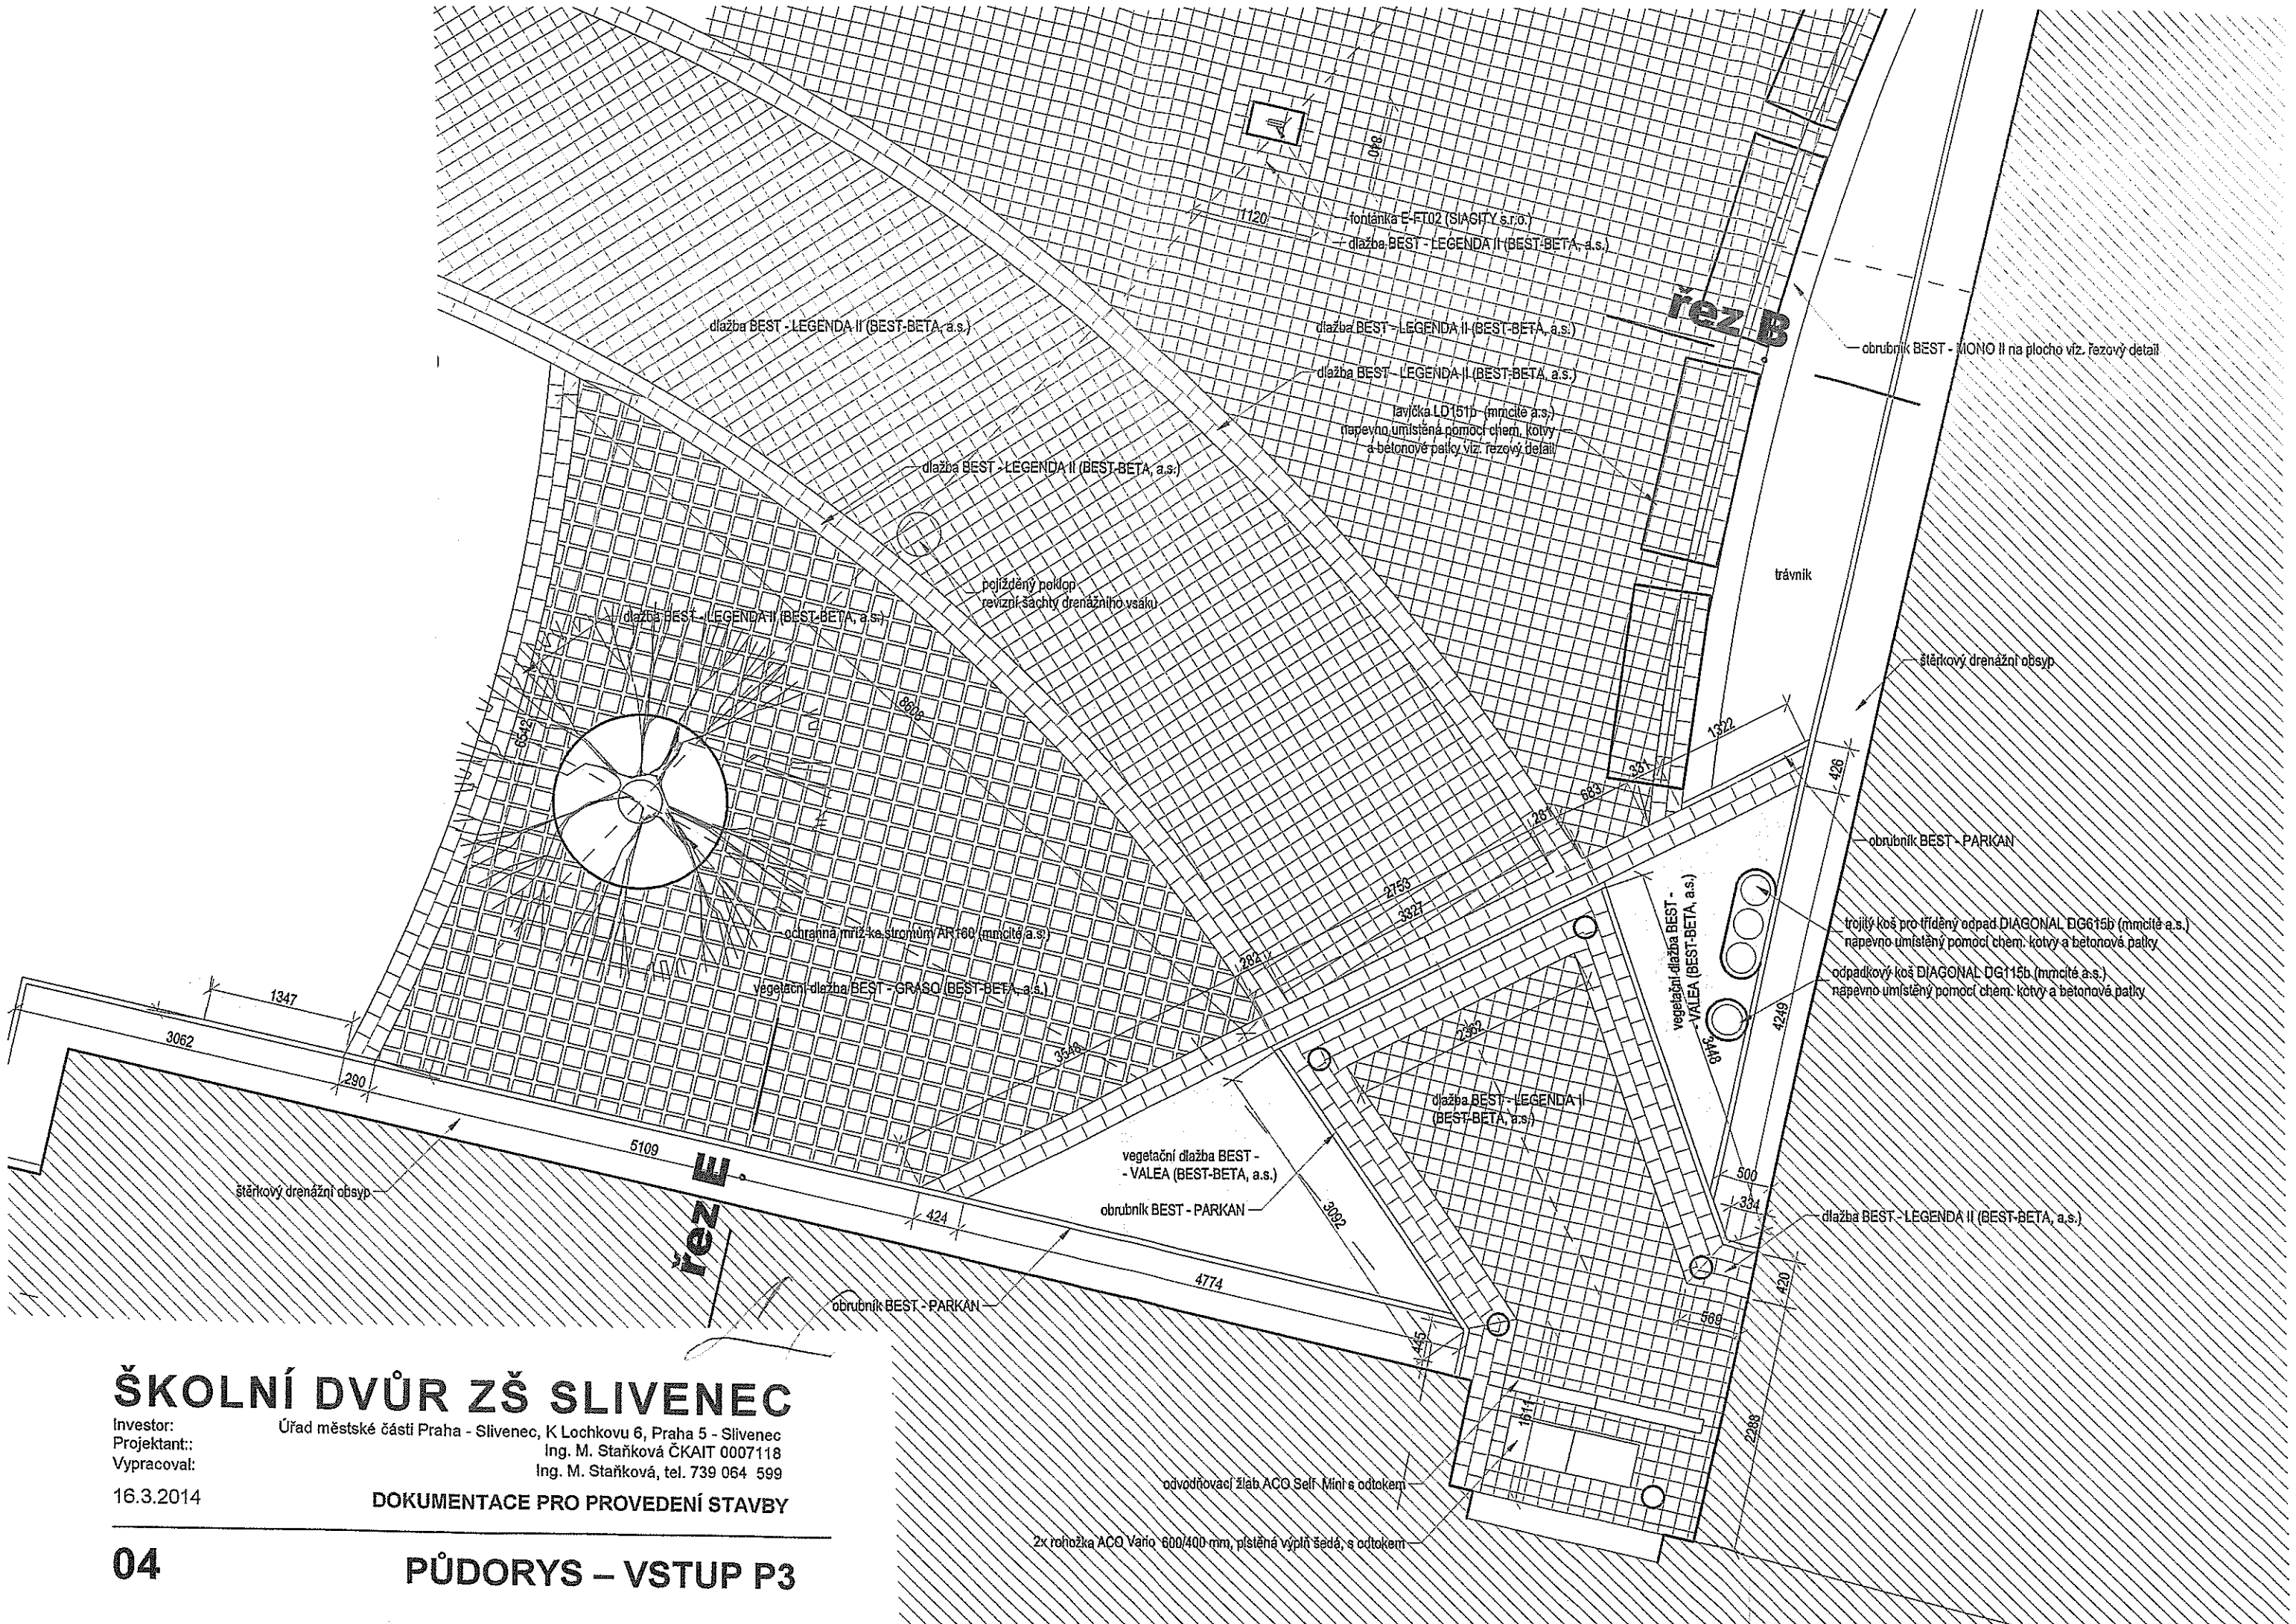 840
1120
fontánka E-FT02 (SIAGITY s.r.o.)
dlažba BEST - LEGENDA II (BEST-BETA, a.s.)
dlažba BEST - LEGENDA II (BEST-BETA, a.s.)
dlažba BEST - LEGENDA II (BEST-BETA, a.s.)
řez B
obrubník BEST - MONO II na plocho viz. řezový detail
dlažba BEST - LEGENDA II (BEST-BETA, a.s.)
lavička LD151b (mmcité a.s.)
napevno umístěná pomocí chem. kotvy
a betonové patky viz. řezový detail
dlažba BEST - LEGENDA II (BEST-BETA, a.s.)
pojížděný poklop
revizní šachty drenážního vsaku
trávník
dlažba BEST - LEGENDA II (BEST-BETA, a.s.)
štěrkový drenážní obsyp
8608
6542
1322
331
683
261
426
obrubník BEST - PARKAN
2753
3327
282
vegetační dlažba BEST -
- VALEA (BEST-BETA, a.s.)
trojitý koš pro tříděný odpad DIAGONAL DG615b (mmcité a.s.)
napevno umístěný pomocí chem. kotvy a betonové patky
odpadkový koš DIAGONAL DG115b (mmcité a.s.)
napevno umístěný pomocí chem. kotvy a betonové patky
ochranná mříž ke stromům AR160 (mmcité a.s.)
vegetační dlažba BEST - GRASO (BEST-BETA, a.s.)
1347
3062
290
3548
2362
3448
4249
dlažba BEST - LEGENDA II
(BEST-BETA, a.s.)
5109
řez E
vegetační dlažba BEST -
- VALEA (BEST-BETA, a.s.)
obrubník BEST - PARKAN
štěrkový drenážní obsyp
424
3092
500
334
dlažba BEST - LEGENDA II (BEST-BETA, a.s.)
4774
420
569
obrubník BEST - PARKAN
445
1611
2288
odvodňovací žlab ACO Self Mini s odtokem
2x rohožka ACO Vario 600/400 mm, plstěná výplň šedá, s odtokem
ŠKOLNÍ DVŮR ZŠ SLIVENEC
Investor: Úřad městské části Praha - Slivenec, K Lochkovu 6, Praha 5 - Slivenec
Projektant:: Ing. M. Staňková ČKAIT 0007118
Vypracoval: Ing. M. Staňková, tel. 739 064 599
16.3.2014 DOKUMENTACE PRO PROVEDENÍ STAVBY
04 PŮDORYS – VSTUP P3